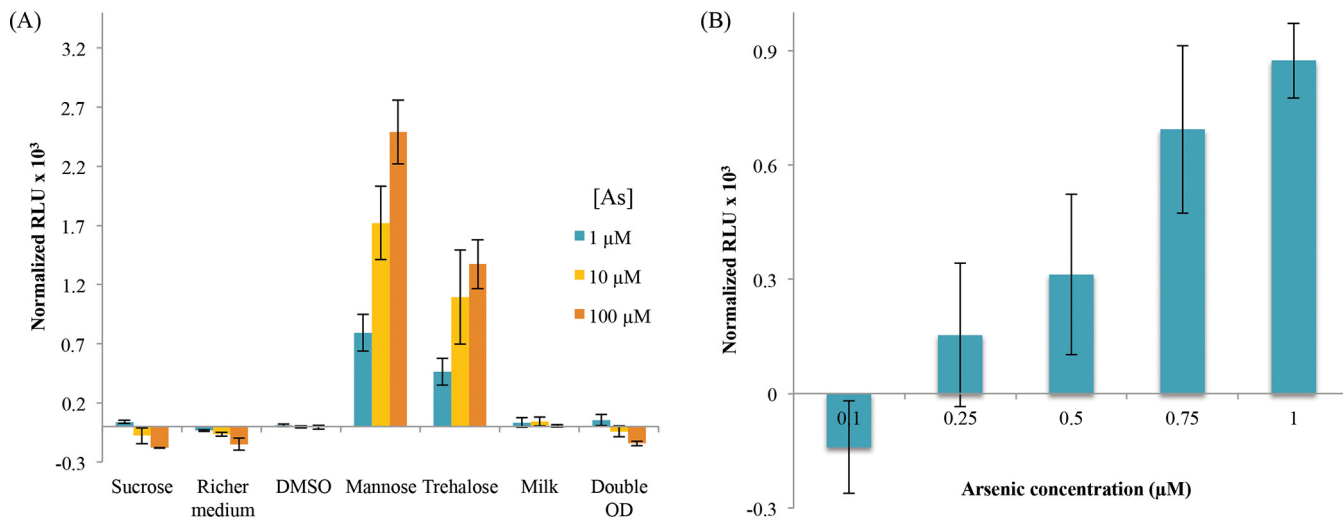 (A)
Normalized RLU x 10³
3.2
2.7
2.2
1.7
1.2
0.7
0.2
-0.3
Sucrose
Richer
medium
DMSO
Mannose
Trehalose
Milk
Double
OD
[As]
1 µM
10 µM
100 µM
(B)
Normalized RLU x 10³
0.9
0.6
0.3
0
-0.3
0.1
0.25
0.5
0.75
1
Arsenic concentration (µM)